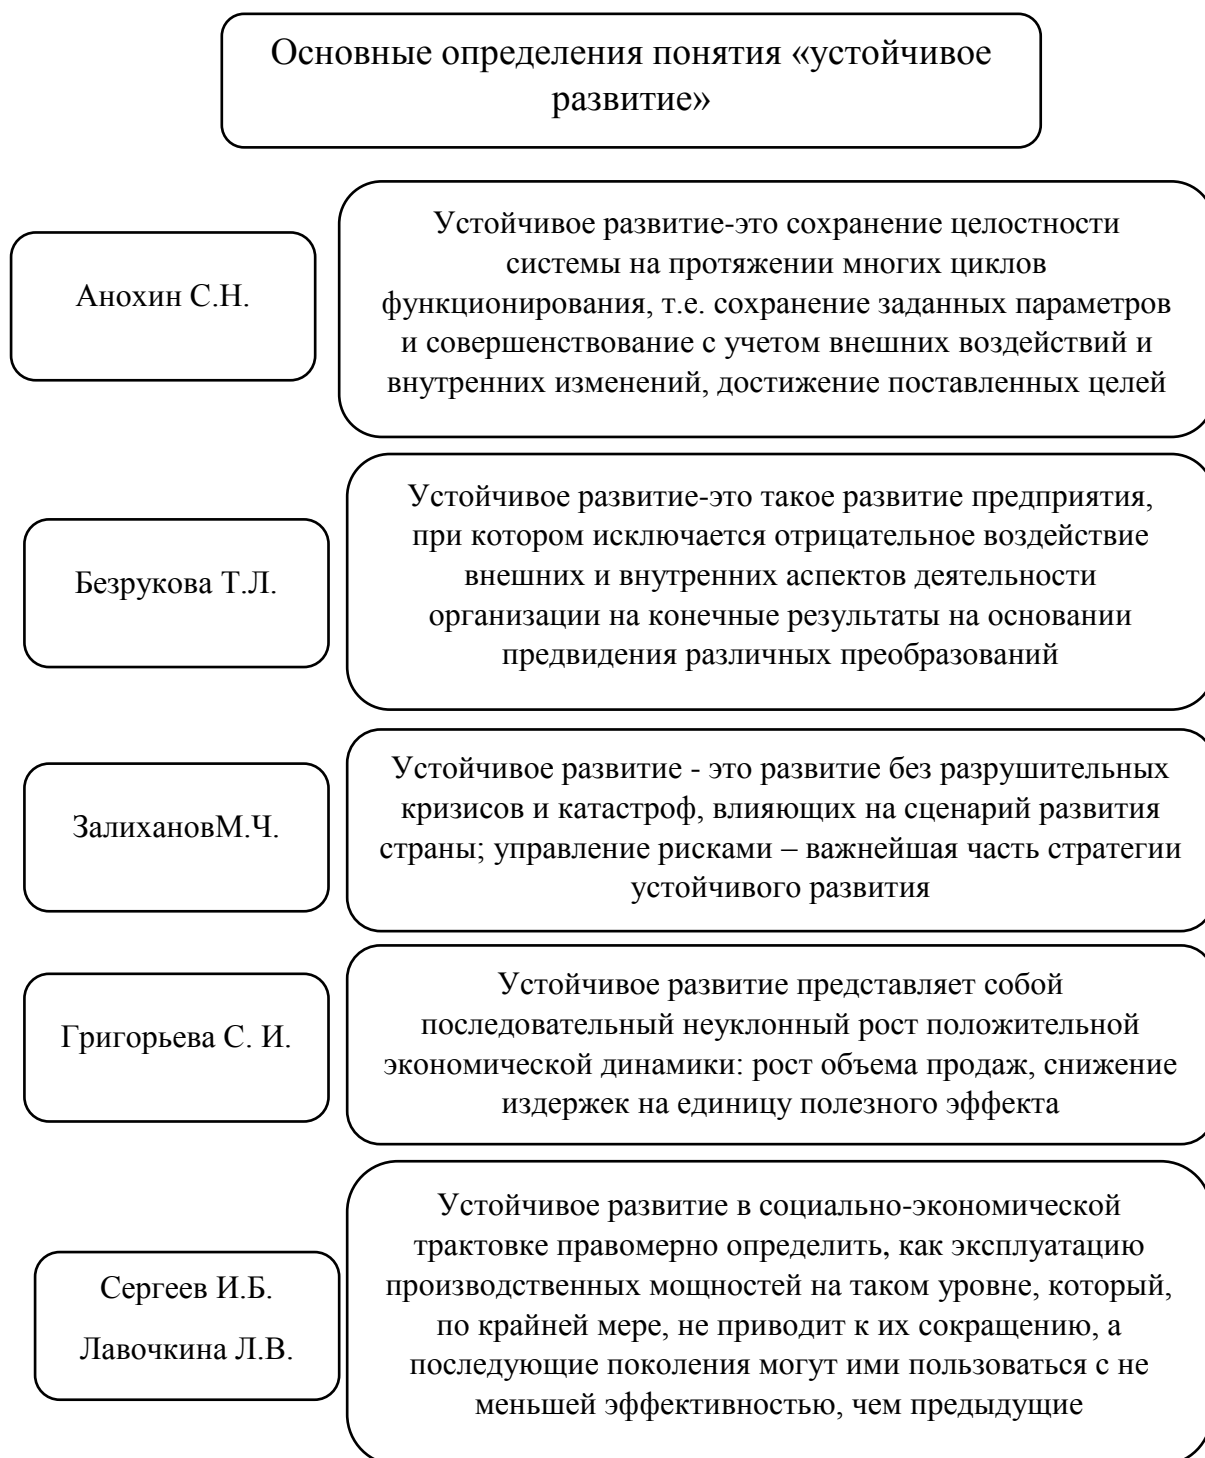 Основные определения понятия «устойчивое
развитие»
Анохин С.Н.
Устойчивое развитие-это сохранение целостности
системы на протяжении многих циклов
функционирования, т.е. сохранение заданных параметров
и совершенствование с учетом внешних воздействий и
внутренних изменений, достижение поставленных целей
Безрукова Т.Л.
Устойчивое развитие-это такое развитие предприятия,
при котором исключается отрицательное воздействие
внешних и внутренних аспектов деятельности
организации на конечные результаты на основании
предвидения различных преобразований
ЗалихановМ.Ч.
Устойчивое развитие - это развитие без разрушительных
кризисов и катастроф, влияющих на сценарий развития
страны; управление рисками – важнейшая часть стратегии
устойчивого развития
Григорьева С. И.
Устойчивое развитие представляет собой
последовательный неуклонный рост положительной
экономической динамики: рост объема продаж, снижение
издержек на единицу полезного эффекта
Сергеев И.Б.
Лавочкина Л.В.
Устойчивое развитие в социально-экономической
трактовке правомерно определить, как эксплуатацию
производственных мощностей на таком уровне, который,
по крайней мере, не приводит к их сокращению, а
последующие поколения могут ими пользоваться с не
меньшей эффективностью, чем предыдущие